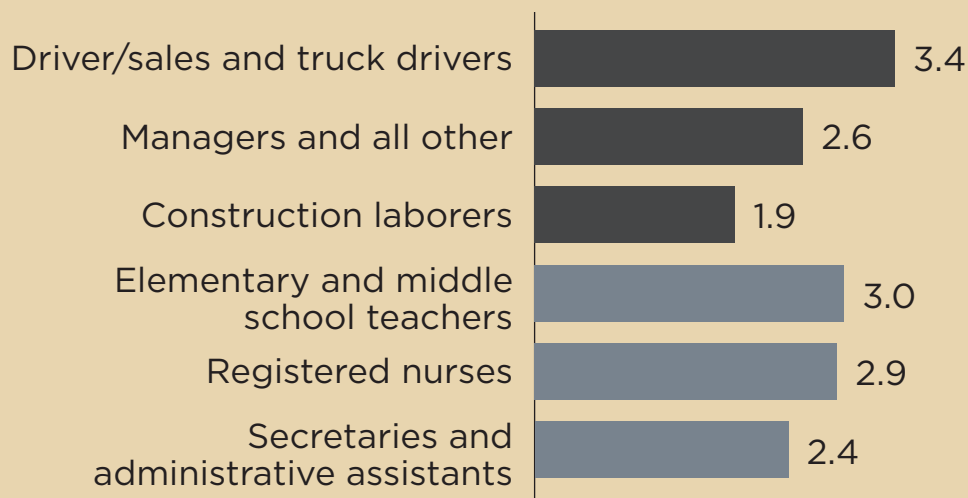 Driver/sales and truck drivers 3.4
Managers and all other 2.6
Construction laborers 1.9
Elementary and middle
school teachers 3.0
Registered nurses 2.9
Secretaries and
administrative assistants 2.4